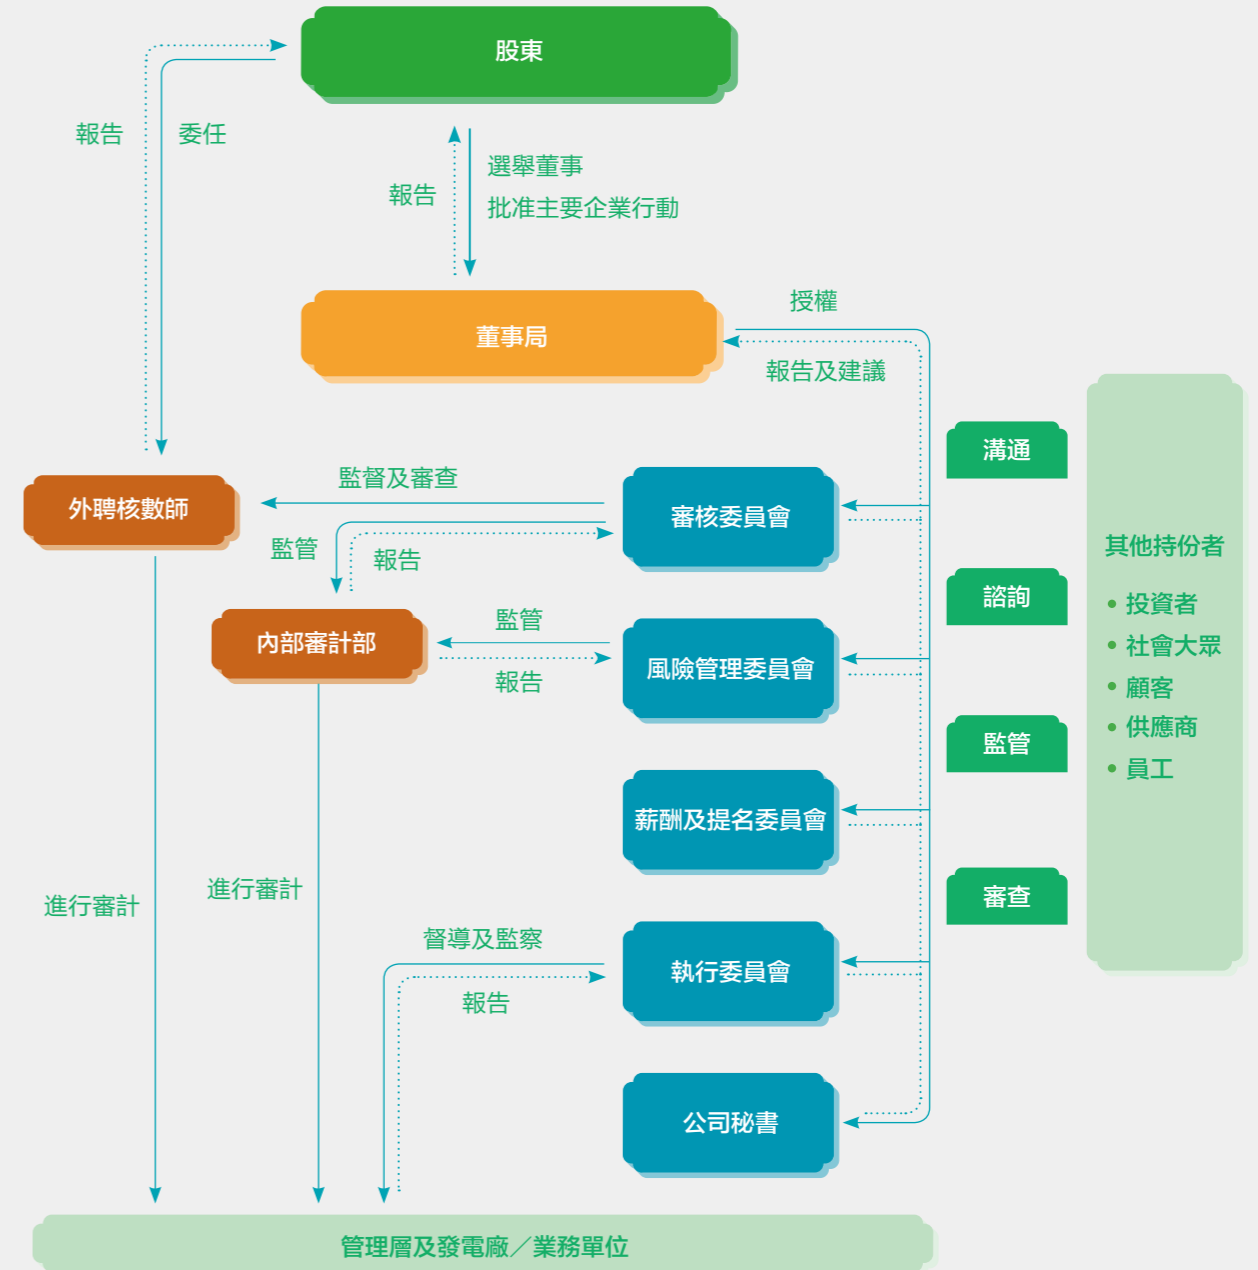 股東
報告
委任
選舉董事
報告
批准主要企業行動
授權
董事局
報告及建議
溝通
監督及審查
外聘核數師
審核委員會
監管
報告
其他持份者
諮詢
• 投資者
監管
內部審計部
• 社會大眾
風險管理委員會
報告
• 顧客
• 供應商
監管
• 員工
薪酬及提名委員會
進行審計
進行審計
審查
督導及監察
執行委員會
報告
公司秘書
管理層及發電廠／業務單位